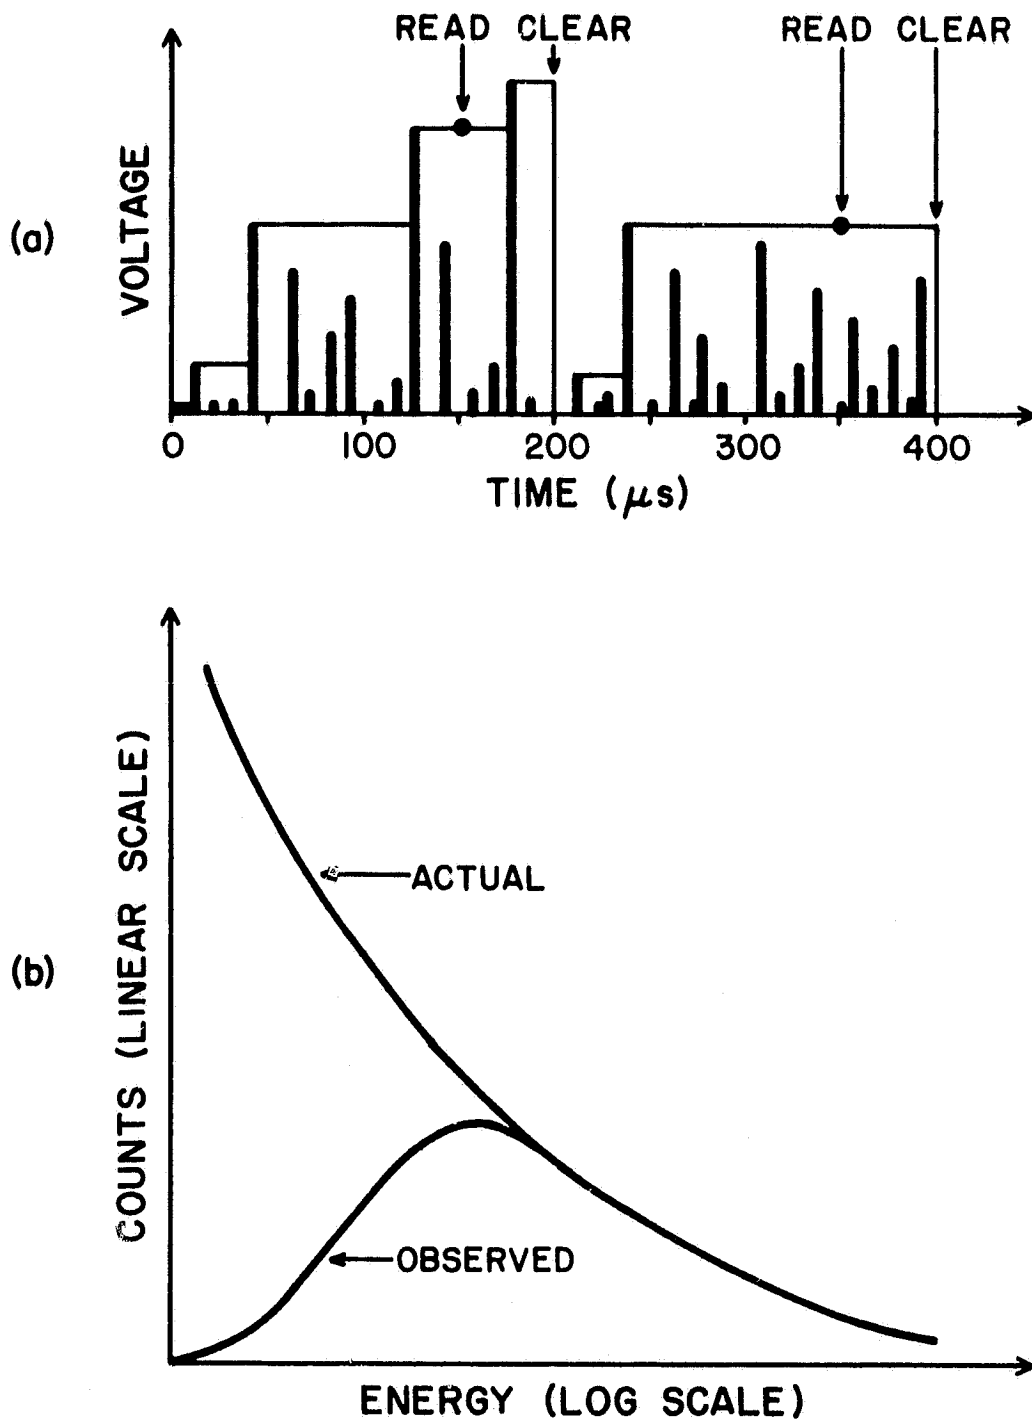 READ CLEAR READ CLEAR
(a)
VOLTAGE
0 100 200 300 400
TIME (μs)
(b)
COUNTS (LINEAR SCALE)
ACTUAL
OBSERVED
ENERGY (LOG SCALE)